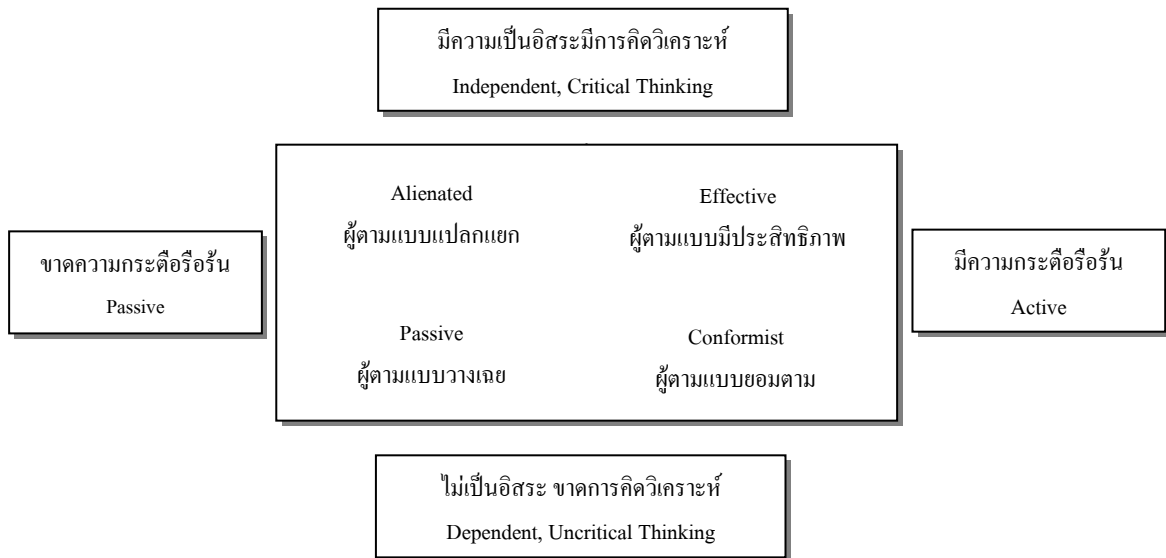 มีความเป็นอิสระมีการคิดวิเคราะห์
Independent, Critical Thinking
Alienated
ผู้ตามแบบแปลกแยก
Effective
ผู้ตามแบบมีประสิทธิภาพ
ขาดความกระตือรือร้น
Passive
มีความกระตือรือร้น
Active
Passive
ผู้ตามแบบวางเฉย
Conformist
ผู้ตามแบบยอมตาม
ไม่เป็นอิสระ ขาดการคิดวิเคราะห์
Dependent, Uncritical Thinking